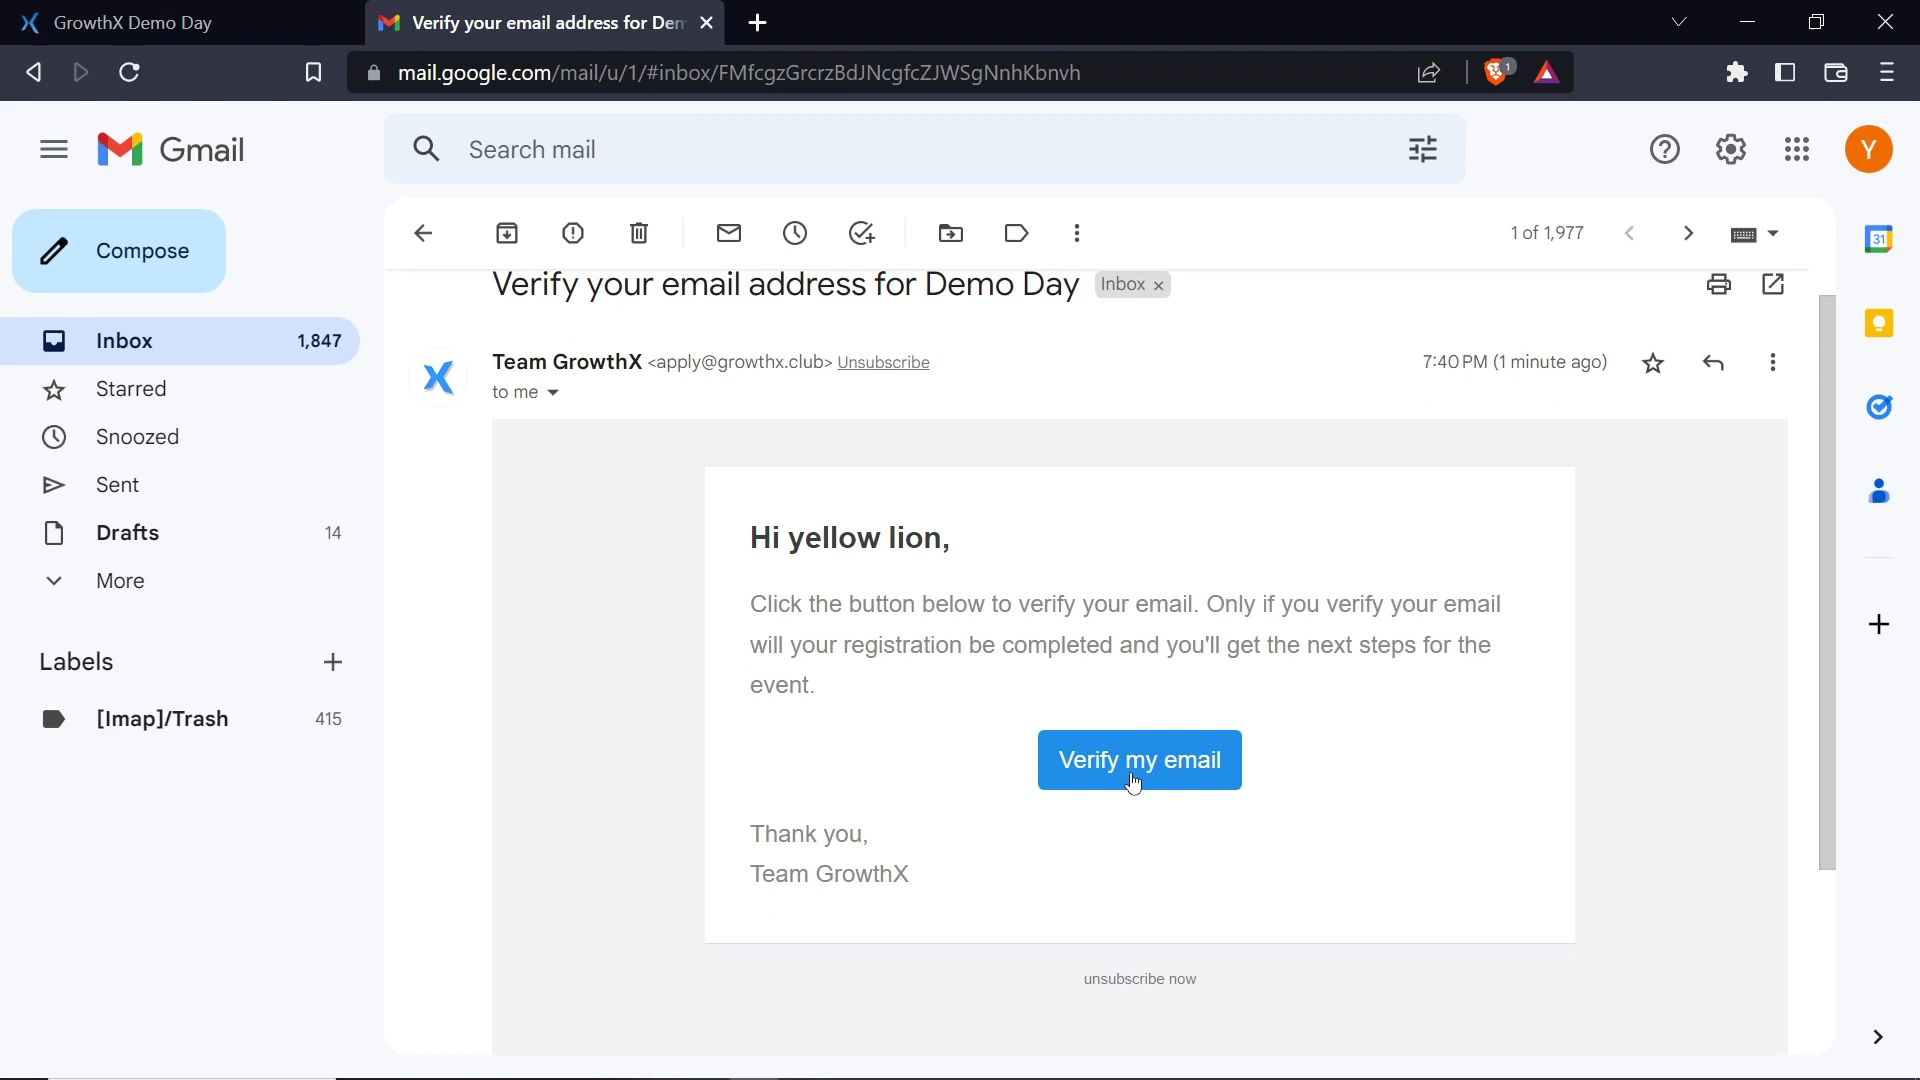 GrowthX Demo Day
Verify your email address for Dem
mail.google.com/mail/u/1/#inbox/FMfcgzGrcrzBdJNcgfcZJWSgNnhKbnvh
1
Gmail
Search mail
Y
Compose
1 of 1,977
31
Verify your email address for Demo Day
Inbox ×
Inbox 1,847
Starred
Snoozed
Sent
Drafts 14
More
Labels
[Imap]/Trash 415
Team GrowthX <apply@growthx.club> Unsubscribe
7:40 PM (1 minute ago)
to me
Hi yellow lion,
Click the button below to verify your email. Only if you verify your email
will your registration be completed and you'll get the next steps for the
event.
Verify my email
Thank you,
Team GrowthX
unsubscribe now